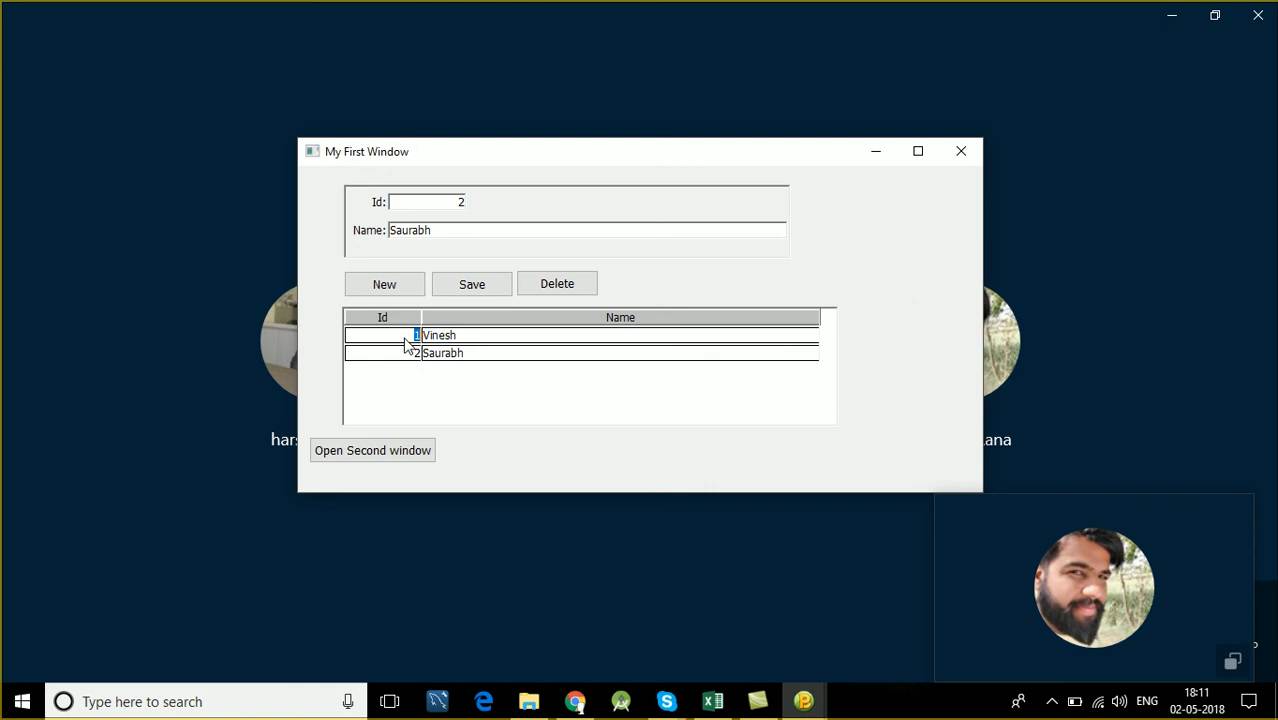 My First Window
Id: 2
Name: Saurabh
New Save Delete
Id Name
1 Vinesh
2 Saurabh
hars
ana
Open Second window
Type here to search
ENG
18:11
02-05-2018